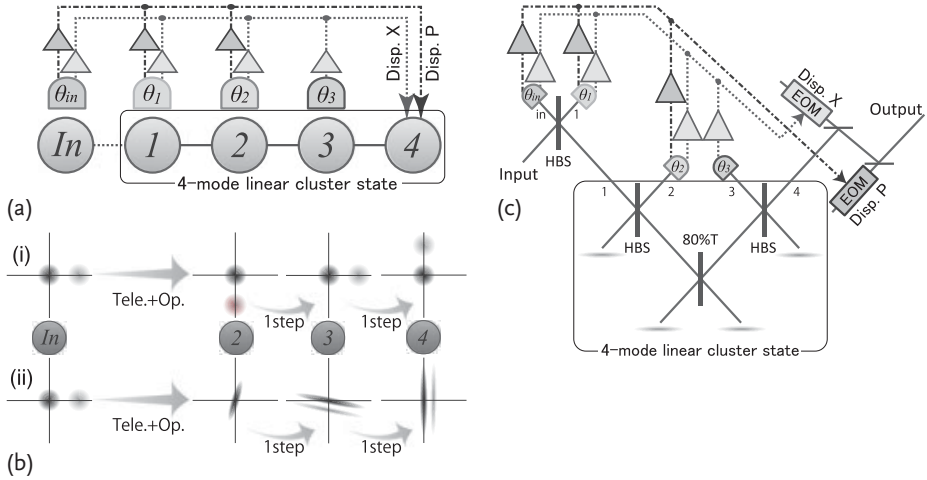 Disp. X
Disp. P
θin
θ1
θ2
θ3
In
1
2
3
4
4-mode linear cluster state
(a)
(i)
Tele.+Op.
1step
1step
In
2
3
4
(ii)
Tele.+Op.
1step
1step
(b)
θin
θ1
in
1
HBS
Input
θ2
θ3
Disp. X
EOM
Output
EOM
Disp. P
(c)
1
2
3
4
HBS
80%T
HBS
4-mode linear cluster state